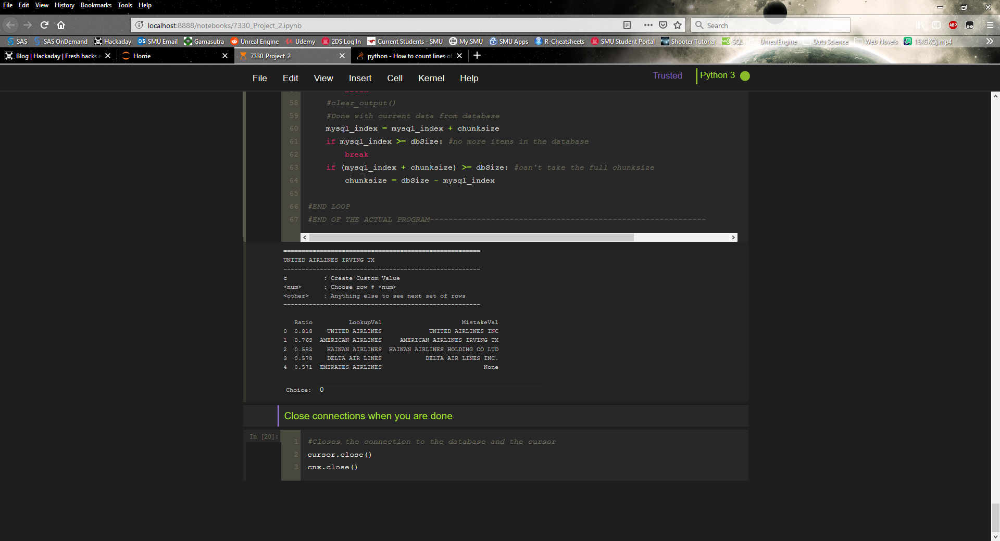 File Edit View History Bookmarks Tools Help
localhost:8888/notebooks/7330_Project_2.ipynb
Search
ABP
SAS SAS OnDemand Hackaday SMU Email Gamasutra Unreal Engine Udemy 2DS Log In Current Students - SMU My.SMU SMU Apps R-Cheatsheets SMU Student Portal Shooter Tutorial SQL UnrealEngine Data Science Web Novels 1EKGKQj.mp4
Blog | Hackaday | Fresh hacks Home 7330_Project_2 python - How to count lines of
File Edit View Insert Cell Kernel Help Trusted Python 3
58 #clear_output()
59 #Done with current data from database
60 mysql_index = mysql_index + chunksize
61 if mysql_index >= dbSize: #no more items in the database
62 break
63 if (mysql_index + chunksize) >= dbSize: #can't take the full chunksize
64 chunksize = dbSize - mysql_index
65
66 #END LOOP
67 #END OF THE ACTUAL PROGRAM-----------------------------------------------------------
======================================================
UNITED AIRLINES IRVING TX
------------------------------------------------------
c : Create Custom Value
<num> : Choose row # <num>
<other> : Anything else to see next set of rows
------------------------------------------------------
Ratio LookupVal MistakeVal
0 0.818 UNITED AIRLINES UNITED AIRLINES INC
1 0.769 AMERICAN AIRLINES AMERICAN AIRLINES IRVING TX
2 0.582 HAINAN AIRLINES HAINAN AIRLINES HOLDING CO LTD
3 0.578 DELTA AIR LINES DELTA AIR LINES INC.
4 0.571 EMIRATES AIRLINES None
Choice: 0
Close connections when you are done
In [20]:
1 #Closes the connection to the database and the cursor
2 cursor.close()
3 cnx.close()